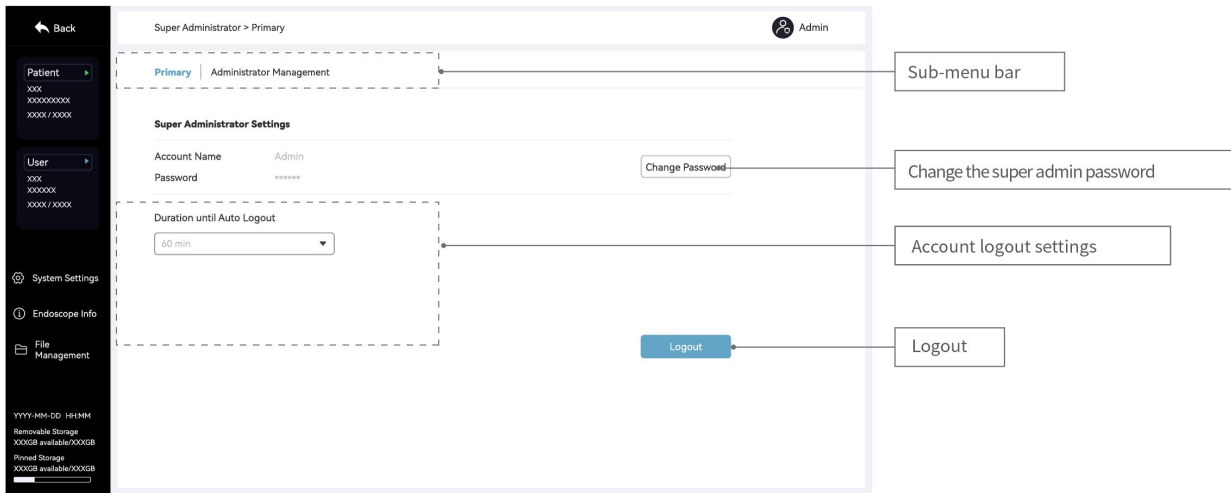 Back
Super Administrator > Primary
Admin
Patient
xxx
xxxxxxxxx
xxxx / xxxx
User
xxx
xxxxxx
xxxx / xxxx
System Settings
Endoscope Info
File
Management
YYYY-MM-DD HH:MM
Removable Storage
XXXGB available/XXXGB
Pinned Storage
XXXGB available/XXXGB
Primary | Administrator Management
Super Administrator Settings
Account Name Admin
Password ******
Change Password
Duration until Auto Logout
60 min
Logout
Sub-menu bar
Change the super admin password
Account logout settings
Logout